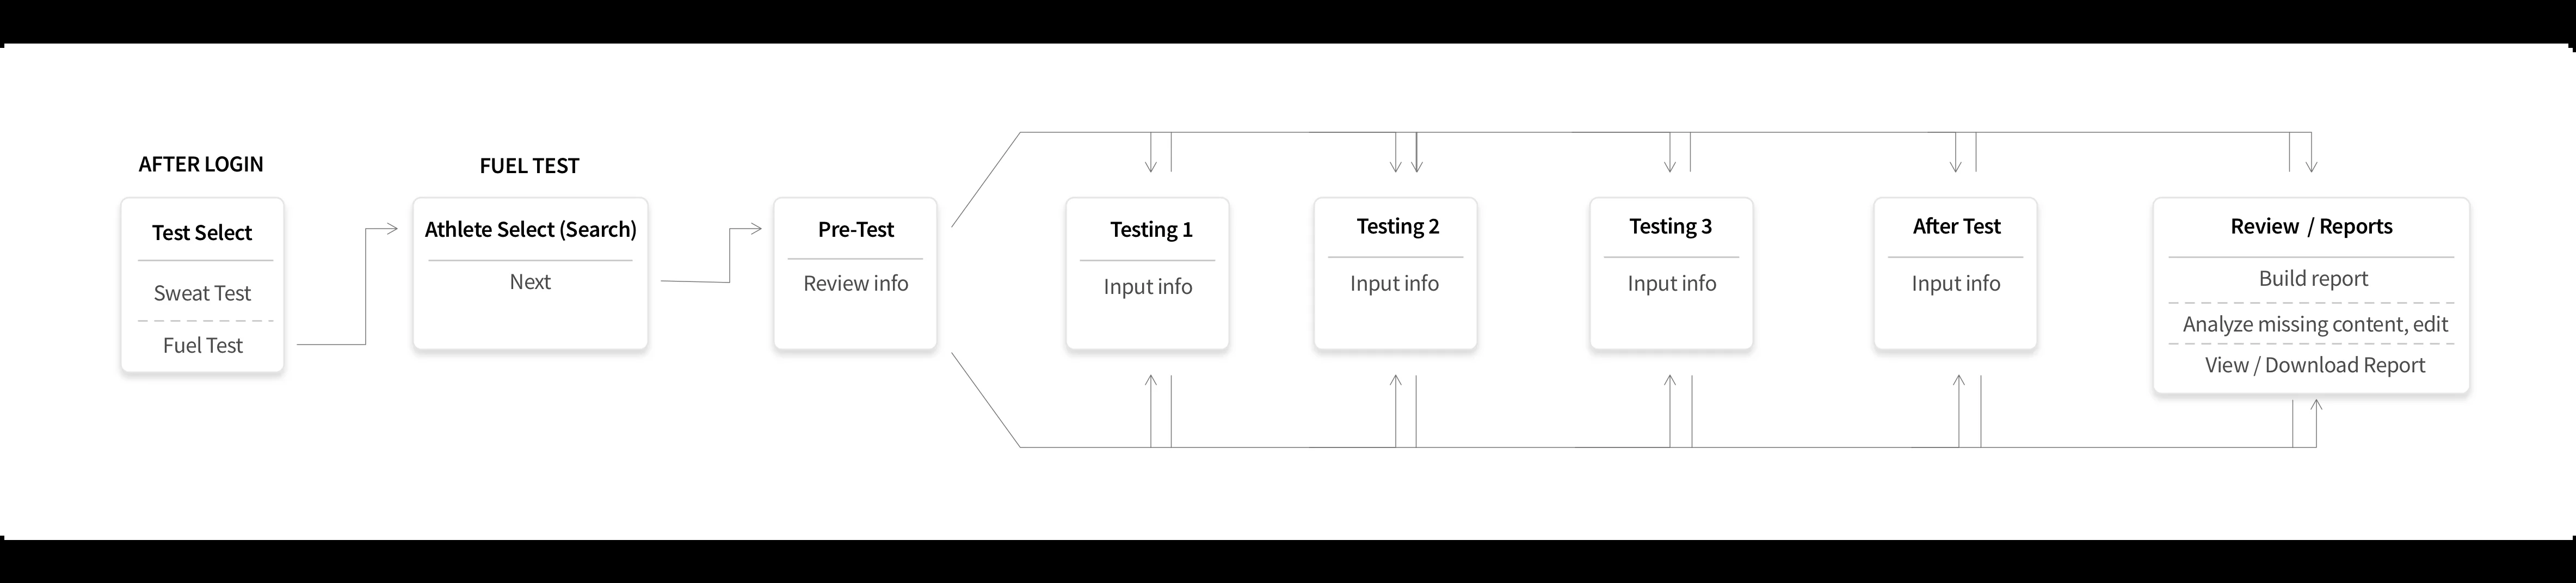 AFTER LOGIN
Test Select
Sweat Test
Fuel Test
FUEL TEST
Athlete Select (Search)
Next
Pre-Test
Review info
Testing 1
Input info
Testing 2
Input info
Testing 3
Input info
After Test
Input info
Review / Reports
Build report
Analyze missing content, edit
View / Download Report